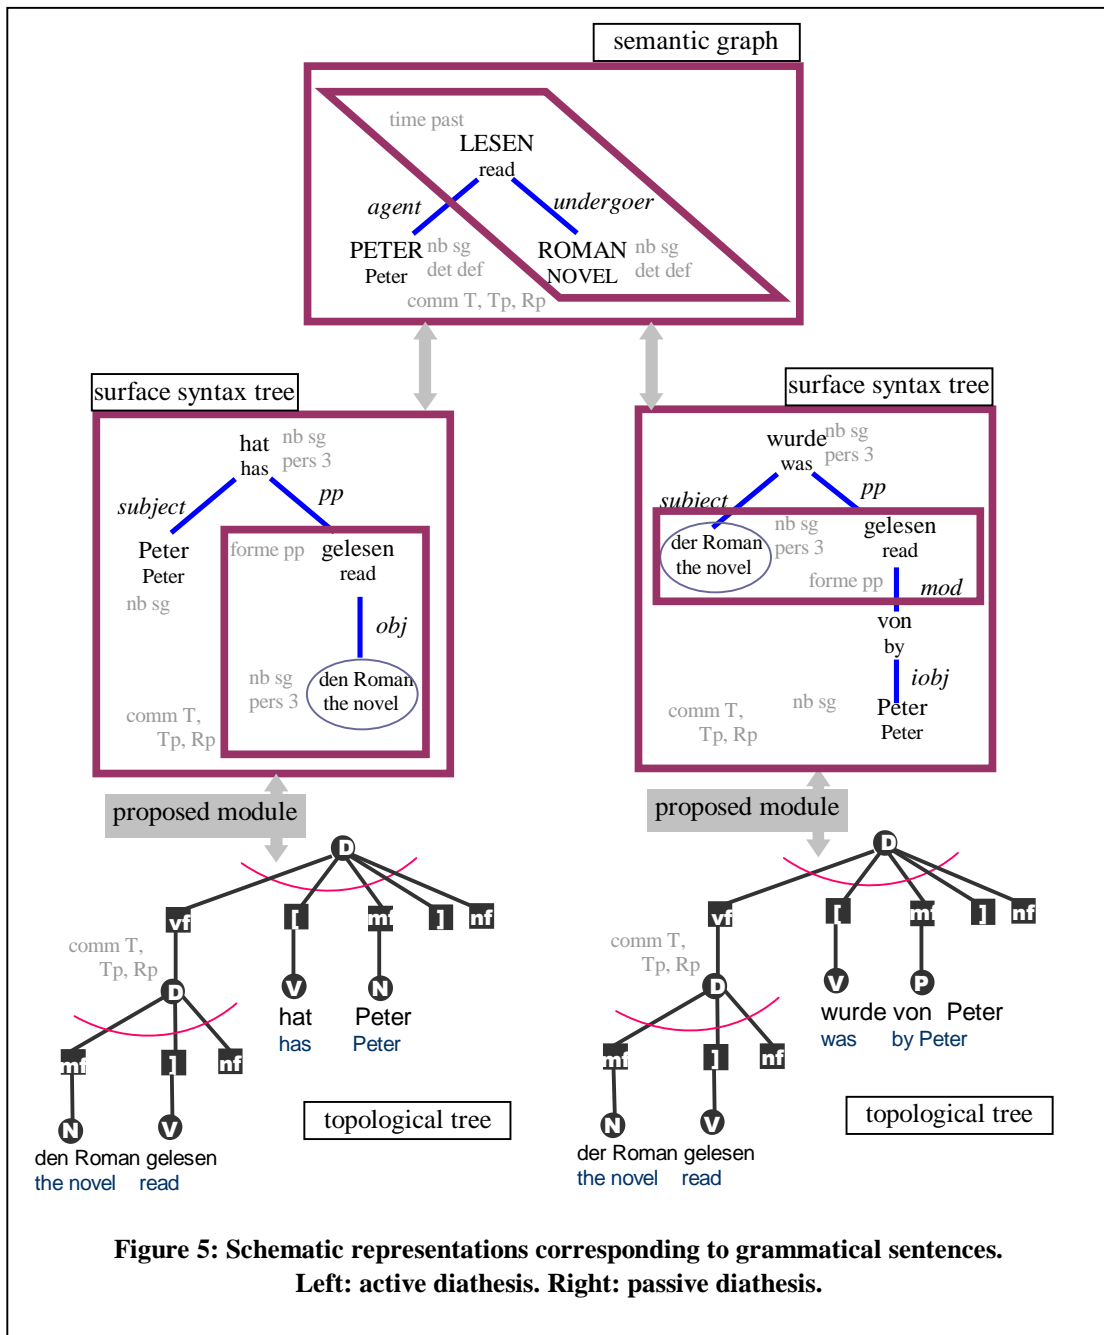 semantic graph
time past
LESEN
read
agent
undergoer
PETER
nb sg
ROMAN
nb sg
Peter
det def
NOVEL
det def
comm T, Tp, Rp
surface syntax tree
hat
nb sg
has
pers 3
subject
pp
Peter
forme pp
gelesen
Peter
read
nb sg
obj
nb sg
den Roman
pers 3
the novel
comm T,
Tp, Rp
proposed module
surface syntax tree
wurde
nb sg
was
pers 3
subject
pp
der Roman
nb sg
gelesen
the novel
pers 3
read
forme pp
mod
von
by
iobj
nb sg
Peter
comm T,
Peter
Tp, Rp
proposed module
D
vf
[
mf
]
nf
comm T,
Tp, Rp
D
V
N
hat Peter
has Peter
mf
]
nf
N
V
den Roman gelesen
the novel read
topological tree
D
vf
[
mf
]
nf
comm T,
Tp, Rp
D
V
P
wurde von Peter
was by Peter
mf
]
nf
N
V
der Roman gelesen
the novel read
topological tree
Figure 5: Schematic representations corresponding to grammatical sentences.
Left: active diathesis. Right: passive diathesis.